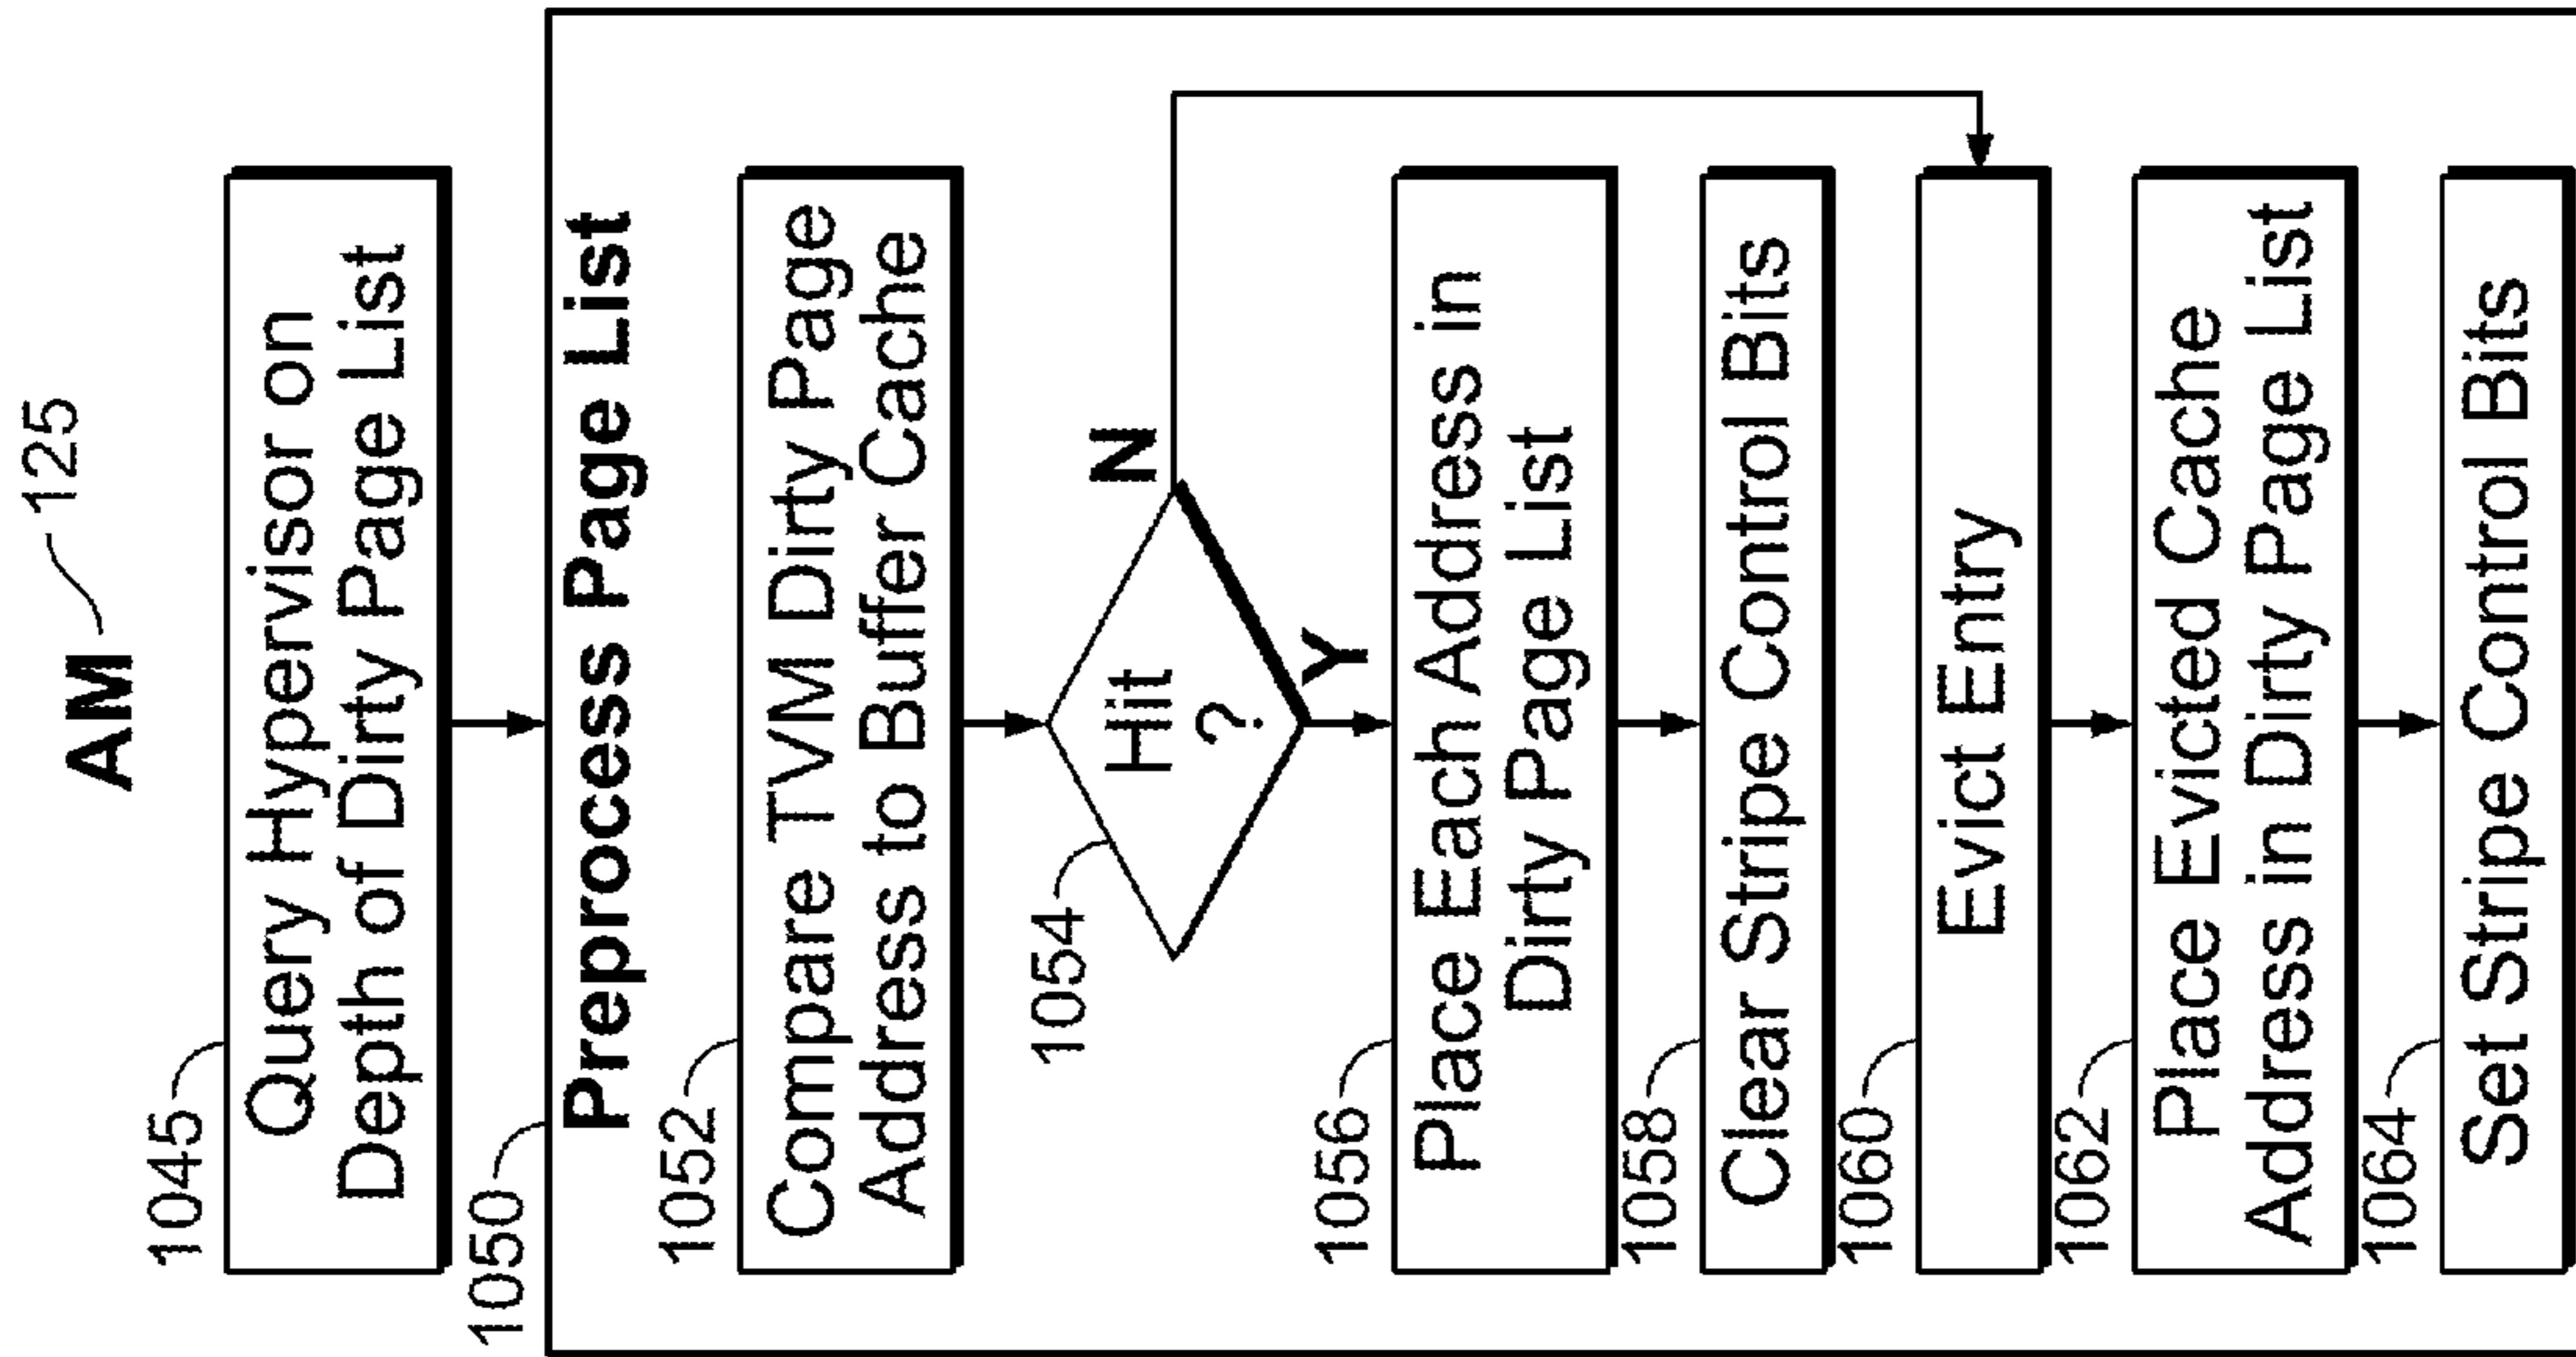 AM 125
1045
Query Hypervisor on
Depth of Dirty Page List
1050
Preprocess Page List
1052
Compare TVM Dirty Page
Address to Buffer Cache
1054
Hit
?
N
Y
1056
Place Each Address in
Dirty Page List
1058
Clear Stripe Control Bits
1060
Evict Entry
1062
Place Evicted Cache
Address in Dirty Page List
1064
Set Stripe Control Bits